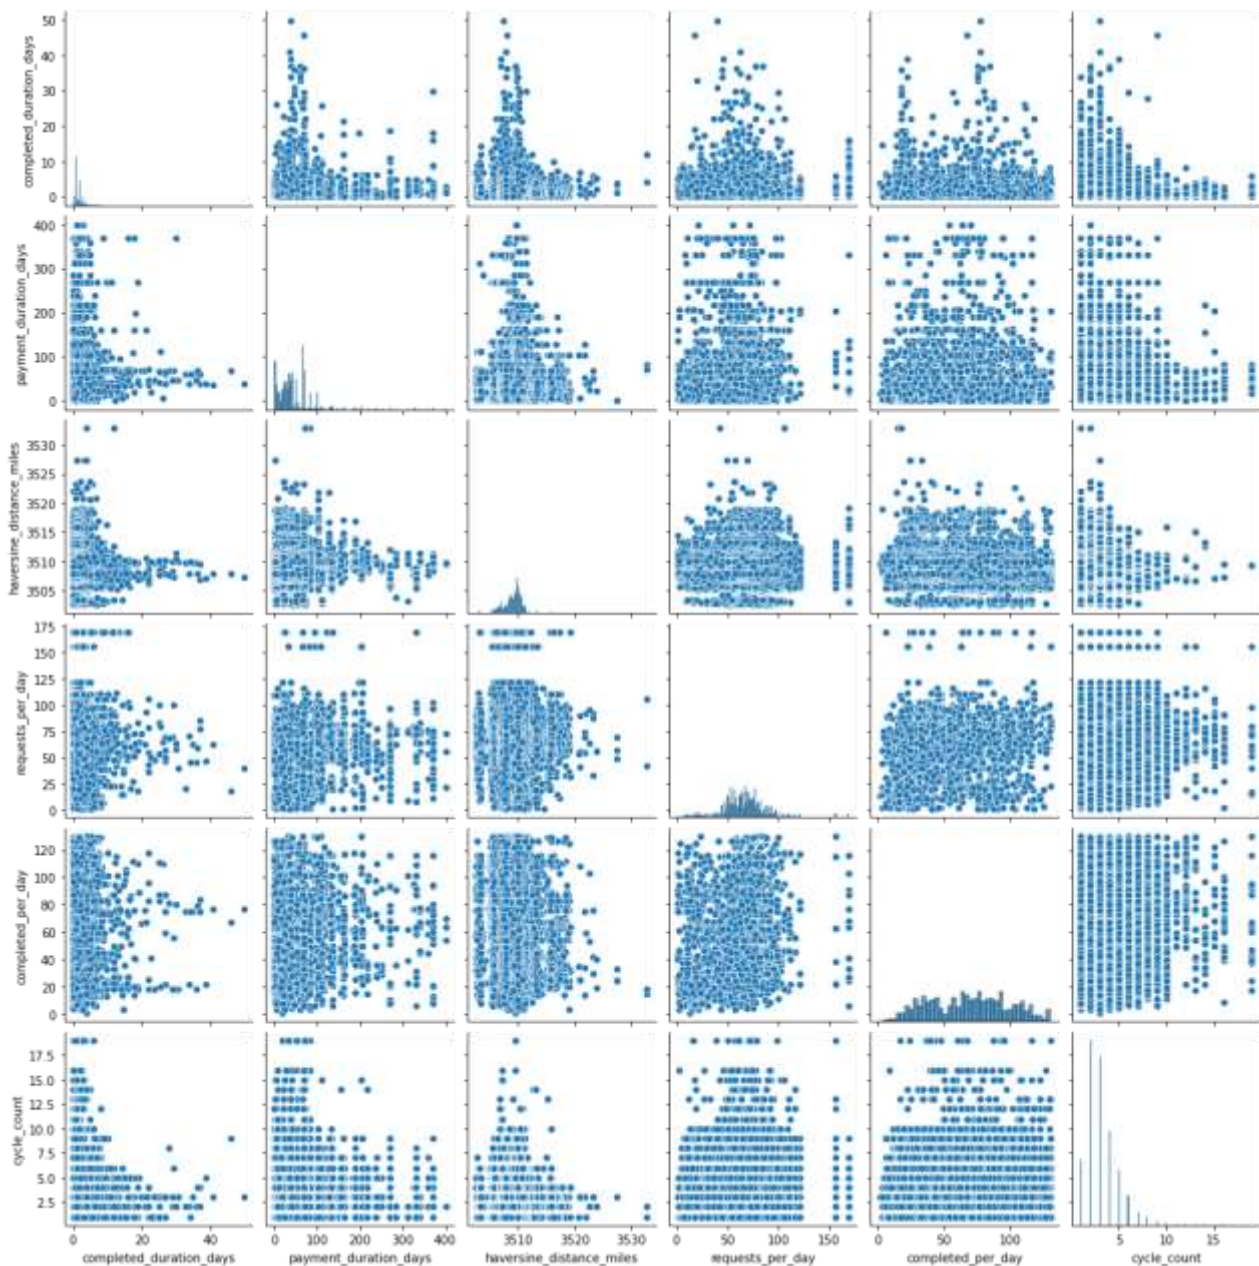 50
40
30
20
10
0
completed_duration_days
400
300
200
100
0
payment_duration_days
3530
3525
3520
3515
3510
3505
haversine_distance_miles
175
150
125
100
75
50
25
0
requests_per_day
120
100
80
60
40
20
0
completed_per_day
17.5
15.0
12.5
10.0
7.5
5.0
2.5
cycle_count
0 20 40
completed_duration_days
0 100 200 300 400
payment_duration_days
3510 3520 3530
haversine_distance_miles
0 50 100 150
requests_per_day
0 50 100
completed_per_day
5 10 15
cycle_count